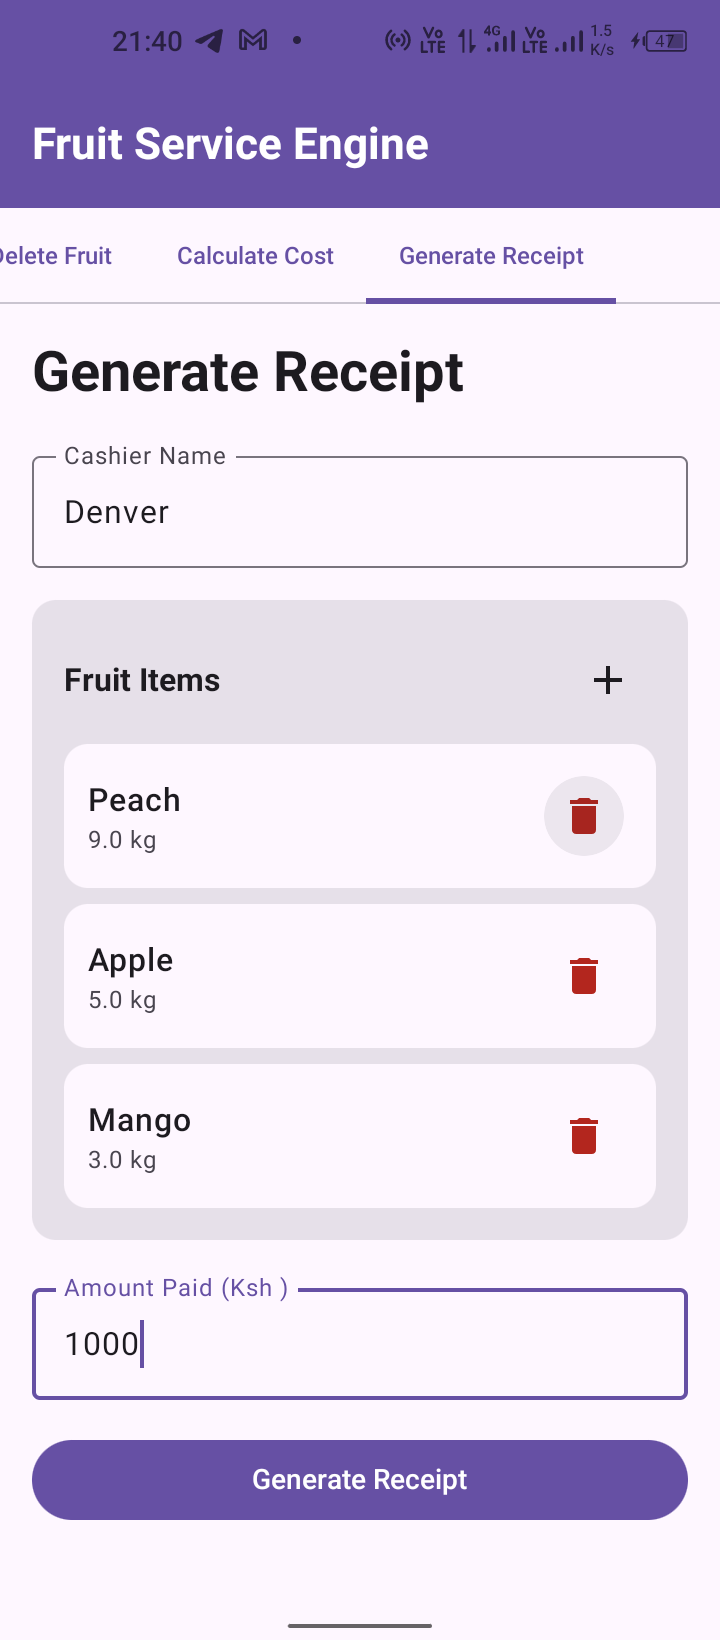 21:40
Vo LTE 4G Vo LTE 1.5 K/s 47
Fruit Service Engine
Delete Fruit Calculate Cost Generate Receipt
Generate Receipt
Cashier Name
Denver
Fruit Items
Peach
9.0 kg
Apple
5.0 kg
Mango
3.0 kg
Amount Paid (Ksh )
1000
Generate Receipt